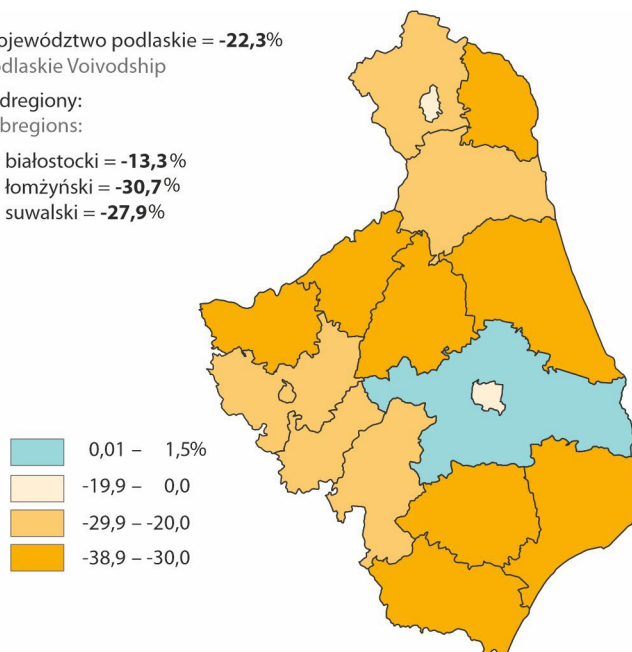 ojewództwo podlaskie = -22,3%
odlaskie Voivodship
dregiony:
bregions:
białostocki = -13,3%
łomżyński = -30,7%
suwalski = -27,9%
0,01 – 1,5%
-19,9 – 0,0
-29,9 – -20,0
-38,9 – -30,0